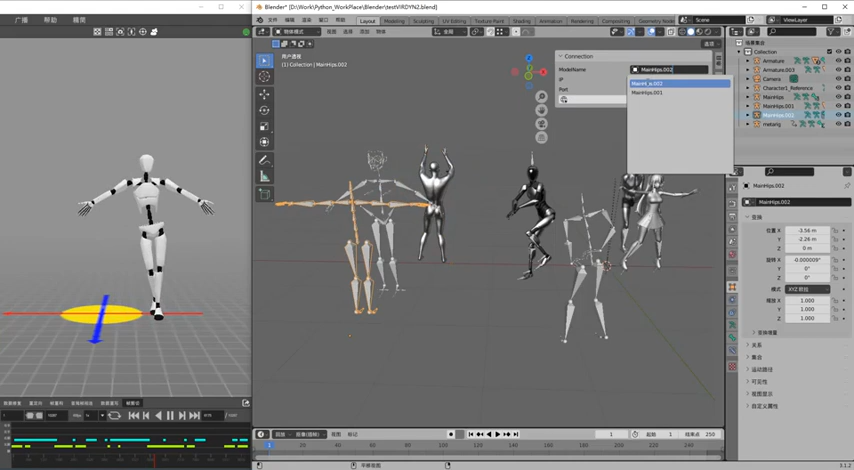 广播 帮助 精简
Blender* [D:\Work\Python_WorkPlace\Blender\testVIRDYN2.blend]
文件 编辑 渲染 窗口 帮助 Layout Modeling Sculpting UV Editing Texture Paint Shading Animation Rendering Scene ViewLayer
物体模式 视图 选择 添加 物体 全局
选项
用户透视
(1) Collection | MainHips.002
Connection
ModelName MainHips.002
IP
Port
MainHips.002
MainHips.001
场景集合
Collection
Armature
Armature.003
Camera
Character1_Reference
MainHips
MainHips.001
MainHips.002
metarig
MainHips.002
MainHips.002
变换
位置 X -3.56 m
Y -2.26 m
Z 0 m
旋转 X -0.000009°
Y 0°
Z 0°
模式 XYZ 欧拉
缩放 X 1.000
Y 1.000
Z 1.000
变换增量
关系
集合
运动路径
可见性
视图显示
自定义属性
回放 抠像(插帧) 视图 标记
1 起始 1 结束点 250
1 20 40 60 80 100 120 140 160 180 200 220 240
平移视图
3.1.2